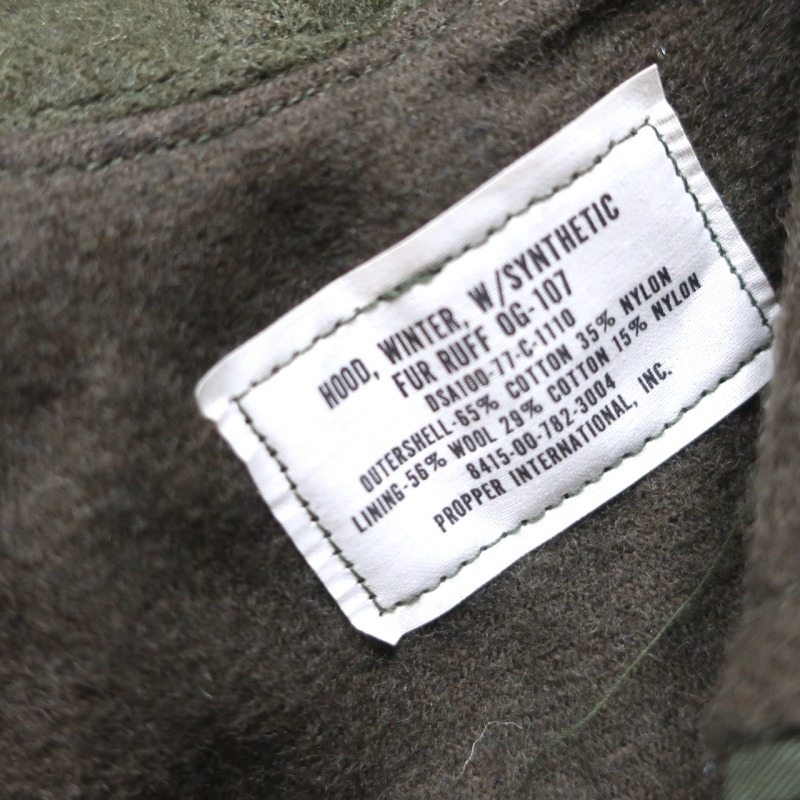 HOOD, WINTER, W/SYNTHETIC
FUR RUFF OG-107
DSA100-77-C-1110
OUTERSHELL-65% COTTON 35% NYLON
LINING-56% WOOL 29% COTTON 15% NYLON
8415-00-782-3004
PROPPER INTERNATIONAL, INC.